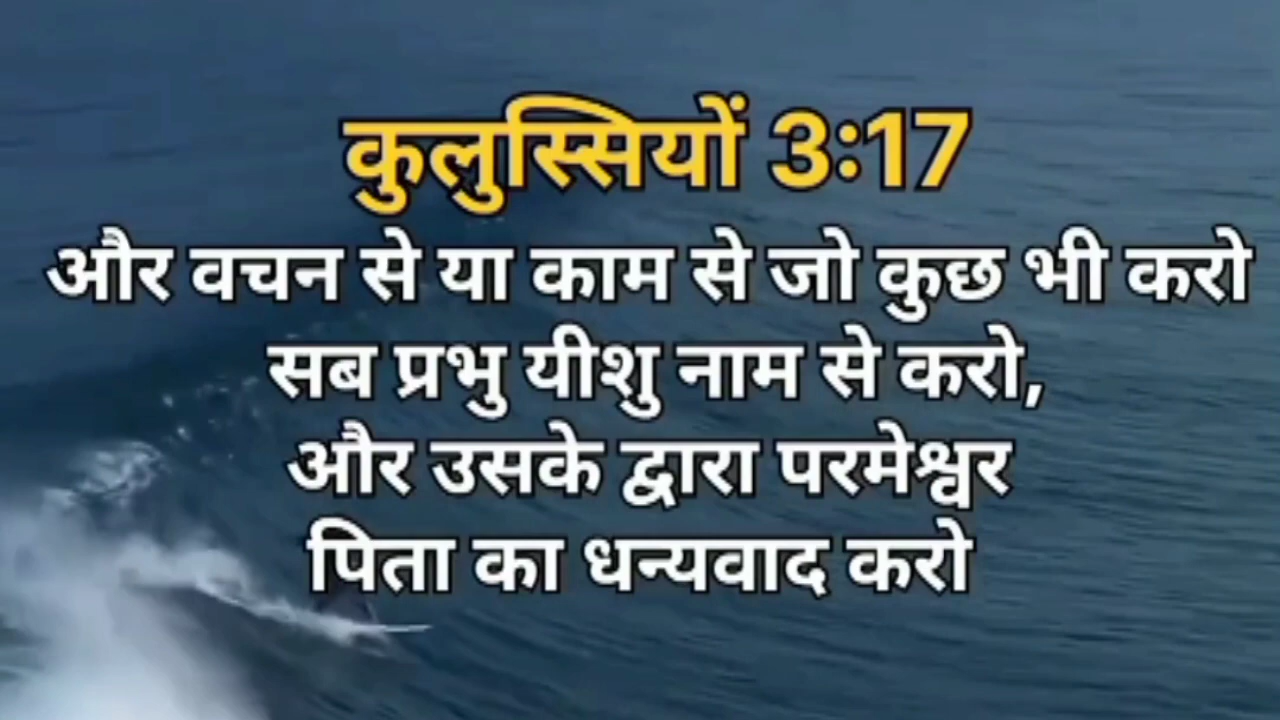 कुलुस्सियों 3:17
और वचन से या काम से जो कुछ भी करो
सब प्रभु यीशु नाम से करो,
और उसके द्वारा परमेश्वर
पिता का धन्यवाद करो